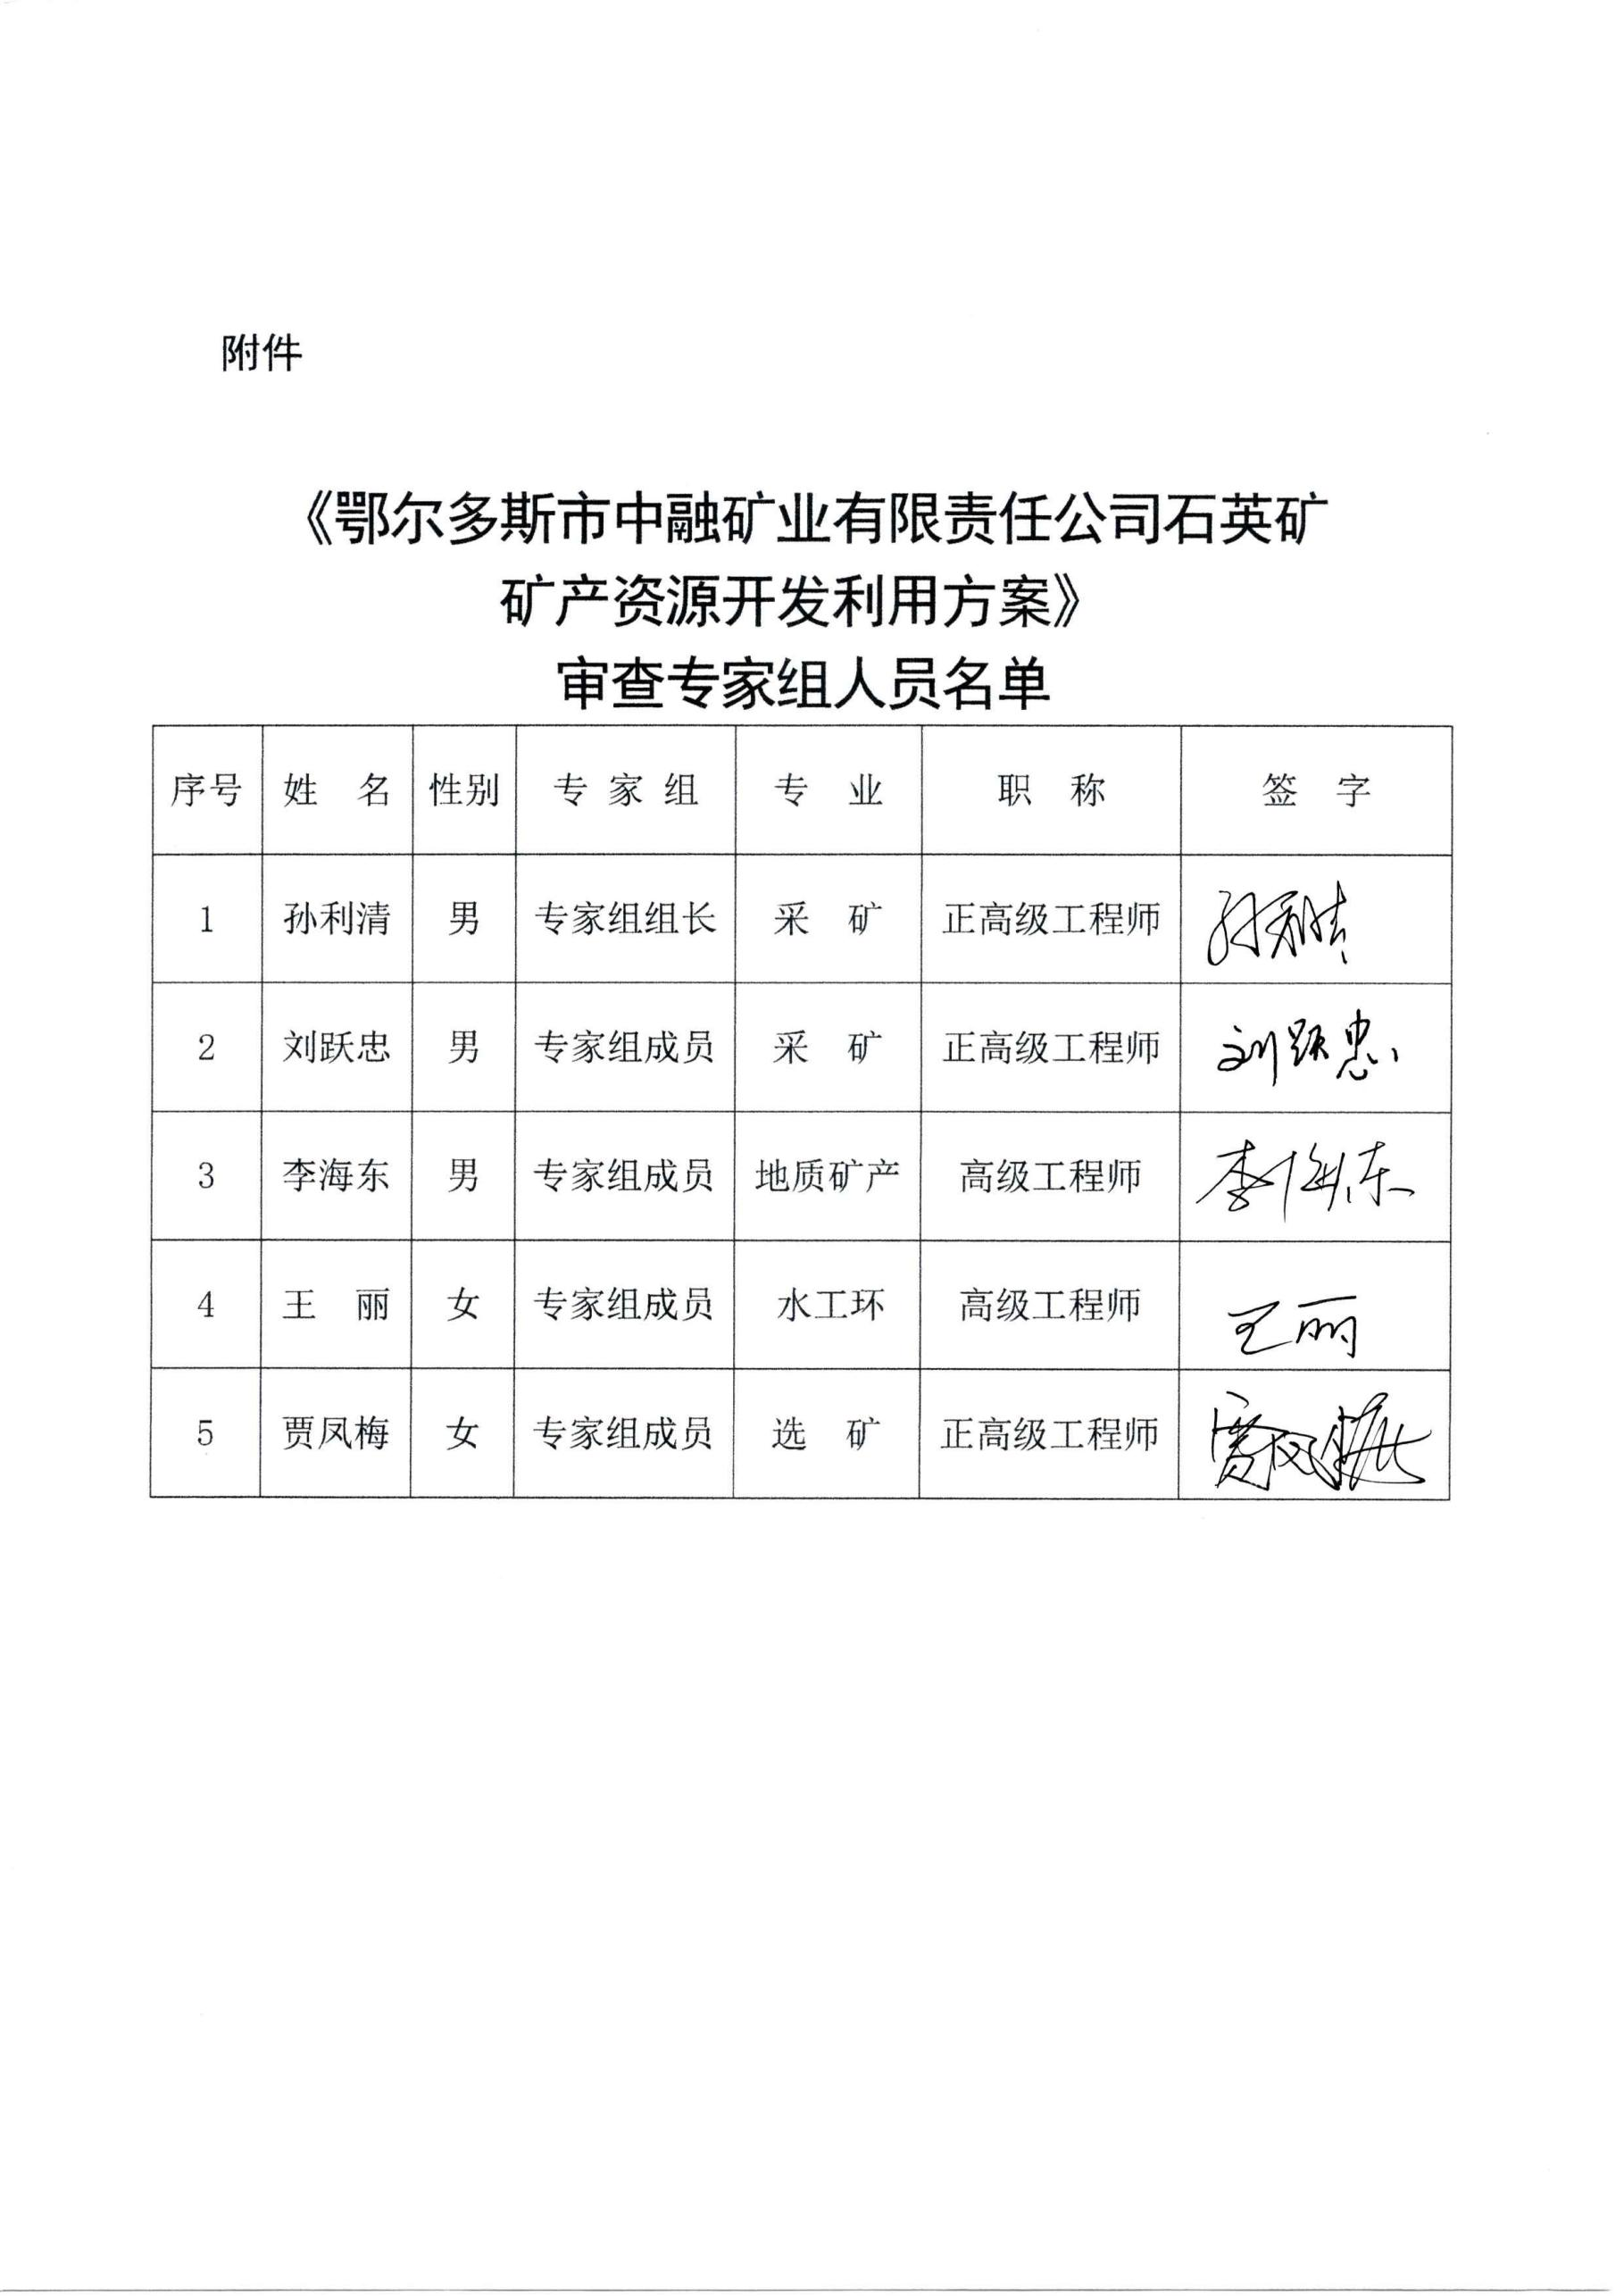 附件
《鄂尔多斯市中融矿业有限责任公司石英矿
矿产资源开发利用方案》
审查专家组人员名单
序号 姓 名 性别 专 家 组 专 业 职 称 签 字
1 孙利清 男 专家组组长 采 矿 正高级工程师 孙利清
2 刘跃忠 男 专家组成员 采 矿 正高级工程师 刘跃忠
3 李海东 男 专家组成员 地质矿产 高级工程师 李海东
4 王 丽 女 专家组成员 水工环 高级工程师 王丽
5 贾凤梅 女 专家组成员 选 矿 正高级工程师 贾凤梅